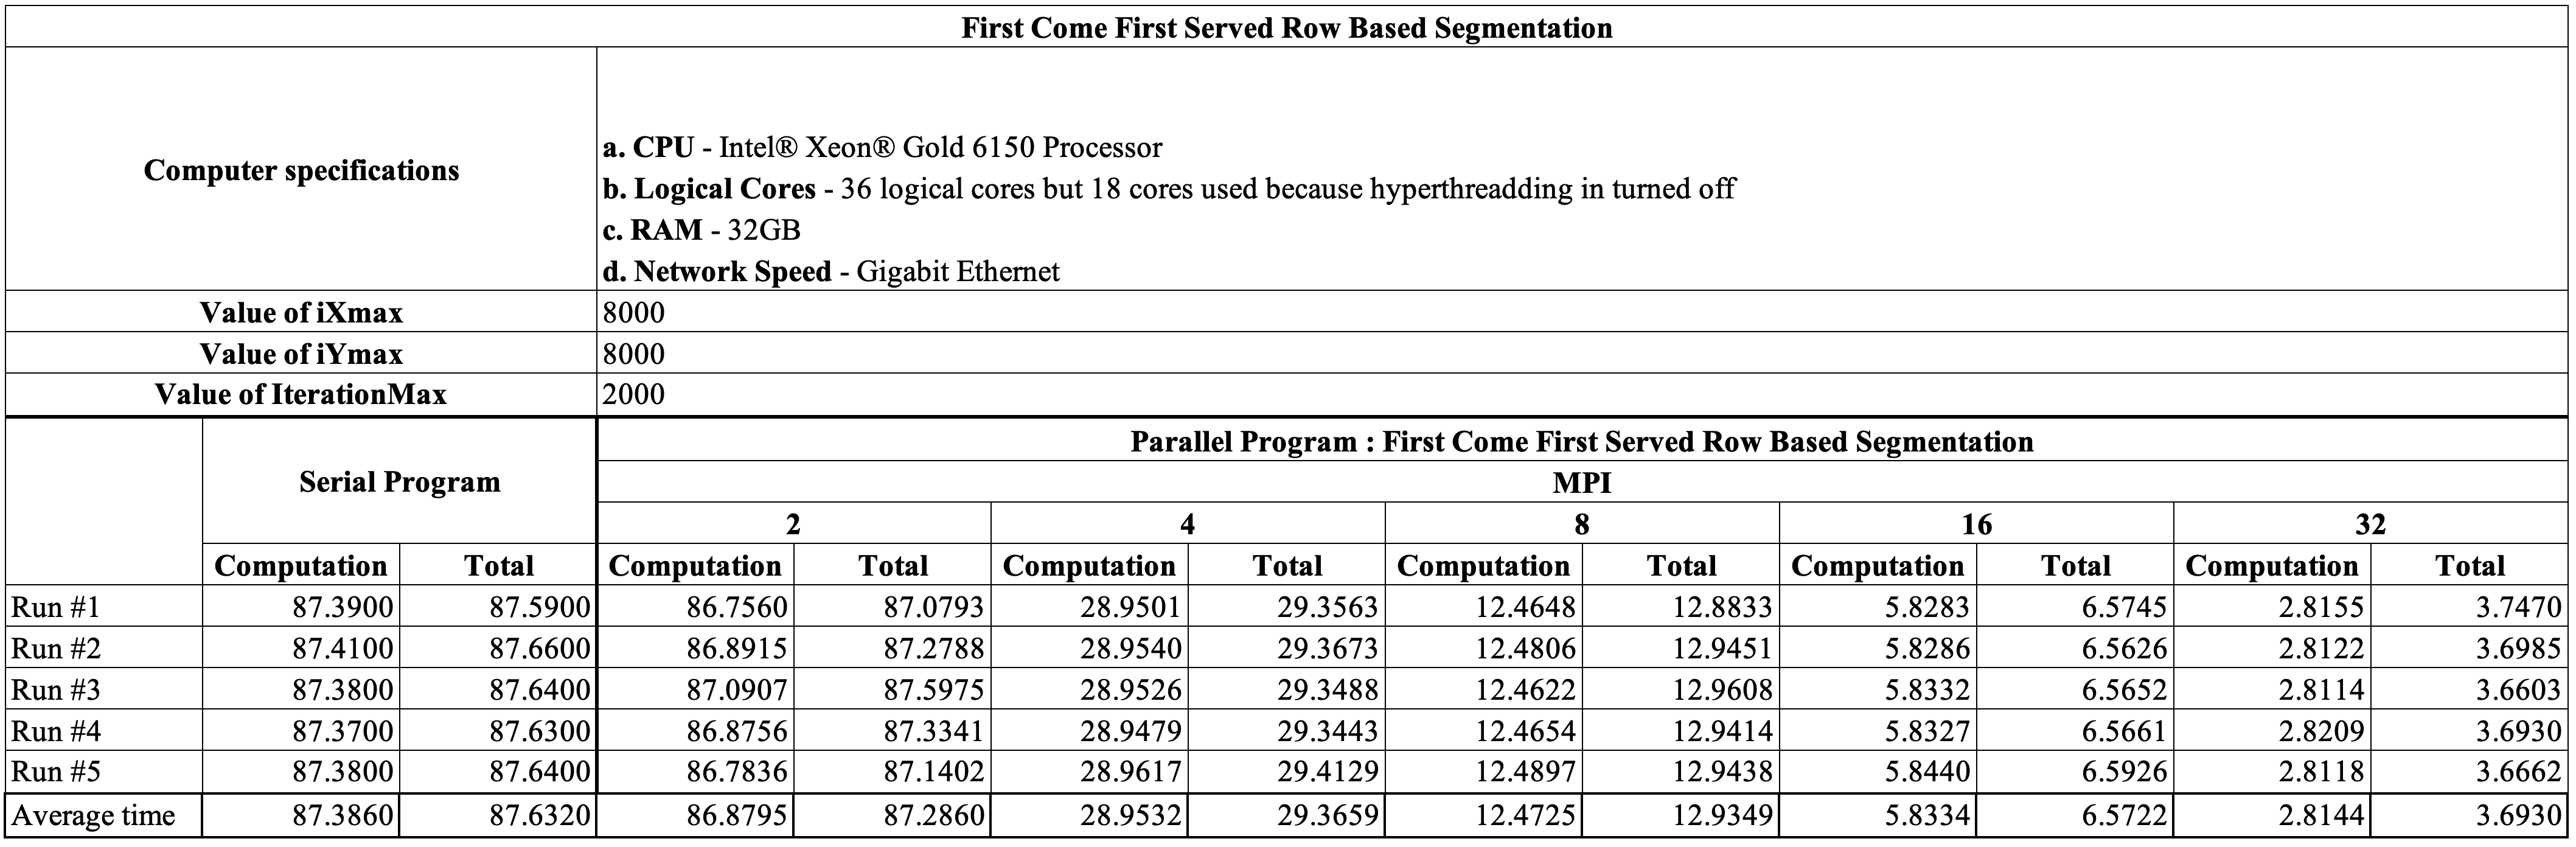 First Come First Served Row Based Segmentation
Computer specifications
a. CPU - Intel® Xeon® Gold 6150 Processor
b. Logical Cores - 36 logical cores but 18 cores used because hyperthreadding in turned off
c. RAM - 32GB
d. Network Speed - Gigabit Ethernet
Value of iXmax 8000
Value of iYmax 8000
Value of IterationMax 2000
Serial Program
Parallel Program : First Come First Served Row Based Segmentation
MPI
2 4 8 16 32
Computation Total Computation Total Computation Total Computation Total Computation Total Computation Total
Run #1 87.3900 87.5900 86.7560 87.0793 28.9501 29.3563 12.4648 12.8833 5.8283 6.5745 2.8155 3.7470
Run #2 87.4100 87.6600 86.8915 87.2788 28.9540 29.3673 12.4806 12.9451 5.8286 6.5626 2.8122 3.6985
Run #3 87.3800 87.6400 87.0907 87.5975 28.9526 29.3488 12.4622 12.9608 5.8332 6.5652 2.8114 3.6603
Run #4 87.3700 87.6300 86.8756 87.3341 28.9479 29.3443 12.4654 12.9414 5.8327 6.5661 2.8209 3.6930
Run #5 87.3800 87.6400 86.7836 87.1402 28.9617 29.4129 12.4897 12.9438 5.8440 6.5926 2.8118 3.6662
Average time 87.3860 87.6320 86.8795 87.2860 28.9532 29.3659 12.4725 12.9349 5.8334 6.5722 2.8144 3.6930